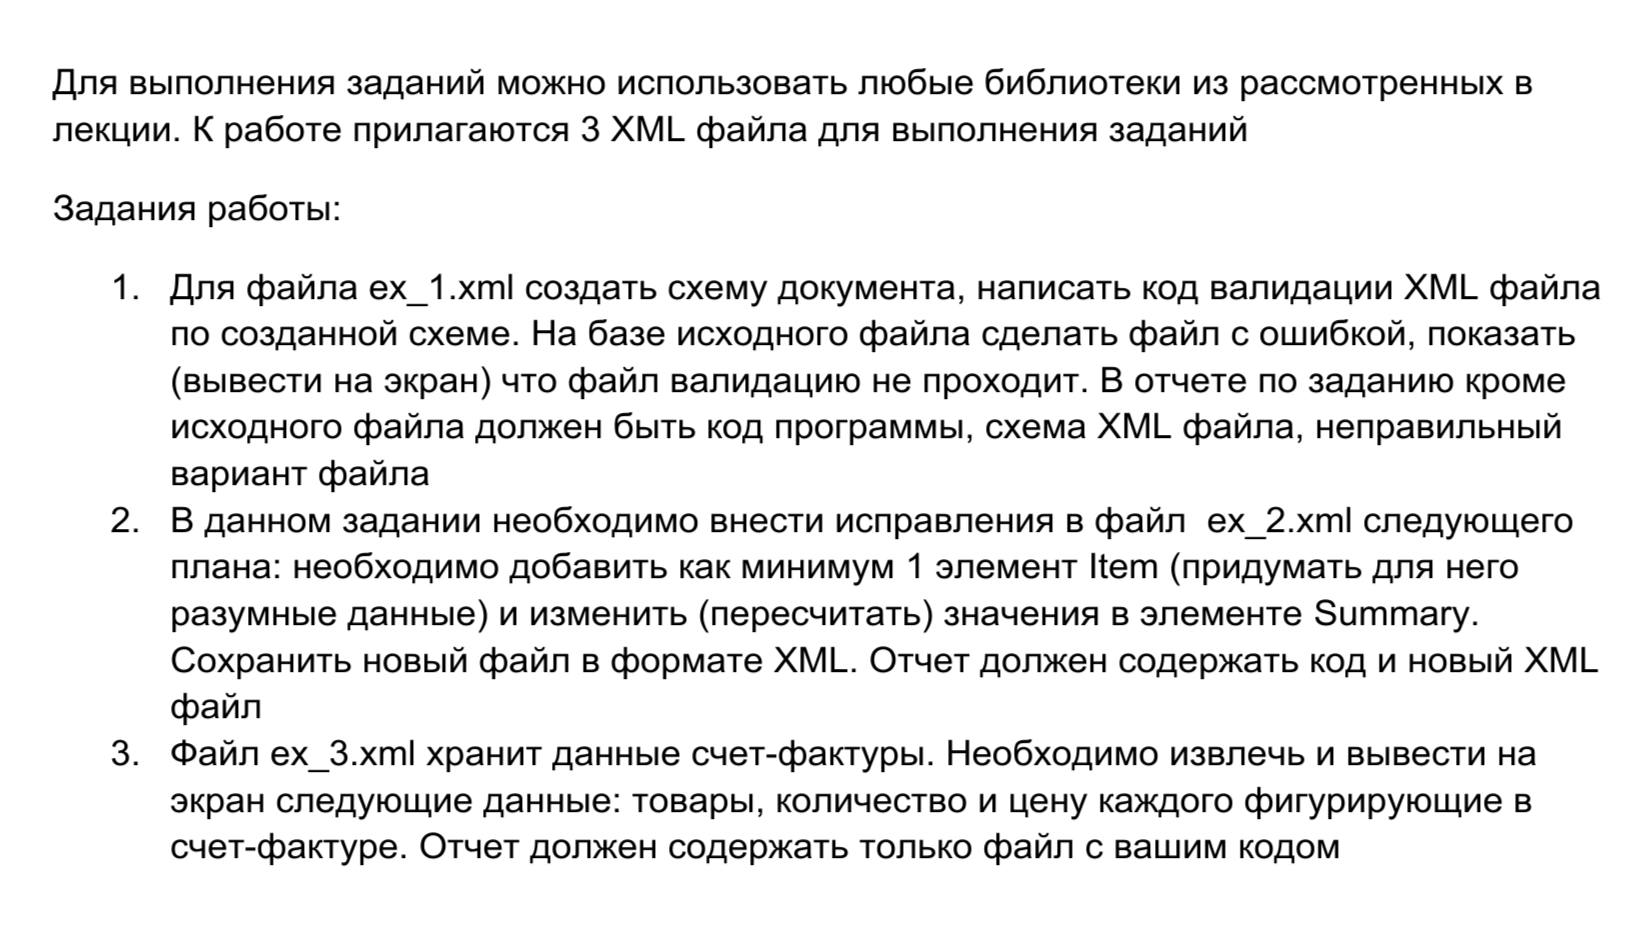 Для выполнения заданий можно использовать любые библиотеки из рассмотренных в
лекции. К работе прилагаются 3 XML файла для выполнения заданий
Задания работы:
1. Для файла ex_1.xml создать схему документа, написать код валидации XML файла
по созданной схеме. На базе исходного файла сделать файл с ошибкой, показать
(вывести на экран) что файл валидацию не проходит. В отчете по заданию кроме
исходного файла должен быть код программы, схема XML файла, неправильный
вариант файла
2. В данном задании необходимо внести исправления в файл  ex_2.xml следующего
плана: необходимо добавить как минимум 1 элемент Item (придумать для него
разумные данные) и изменить (пересчитать) значения в элементе Summary.
Сохранить новый файл в формате XML. Отчет должен содержать код и новый XML
файл
3. Файл ex_3.xml хранит данные счет-фактуры. Необходимо извлечь и вывести на
экран следующие данные: товары, количество и цену каждого фигурирующие в
счет-фактуре. Отчет должен содержать только файл с вашим кодом